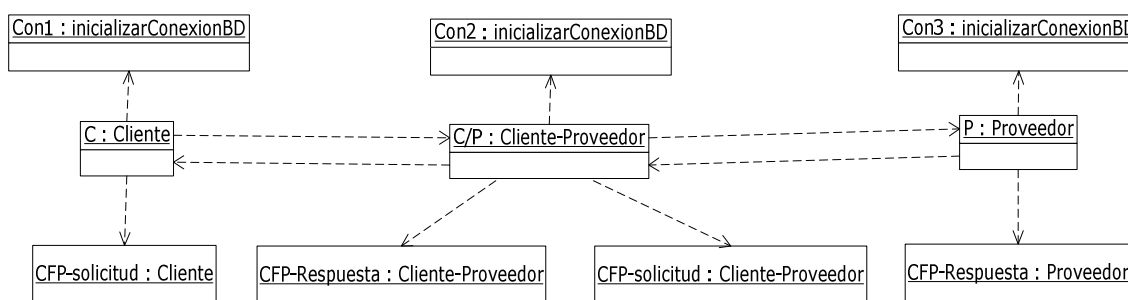 Con1 : inicializarConexionBD
Con2 : inicializarConexionBD
Con3 : inicializarConexionBD
C : Cliente
C/P : Cliente-Proveedor
P : Proveedor
CFP-solicitud : Cliente
CFP-Respuesta : Cliente-Proveedor
CFP-solicitud : Cliente-Proveedor
CFP-Respuesta : Proveedor